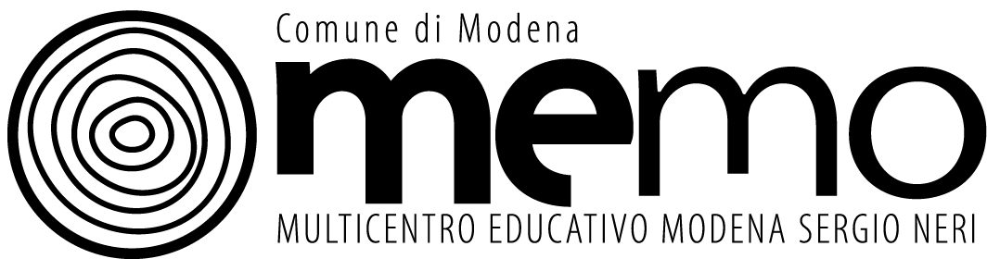 Comune di Modena
memo
MULTICENTRO EDUCATIVO MODENA SERGIO NERI